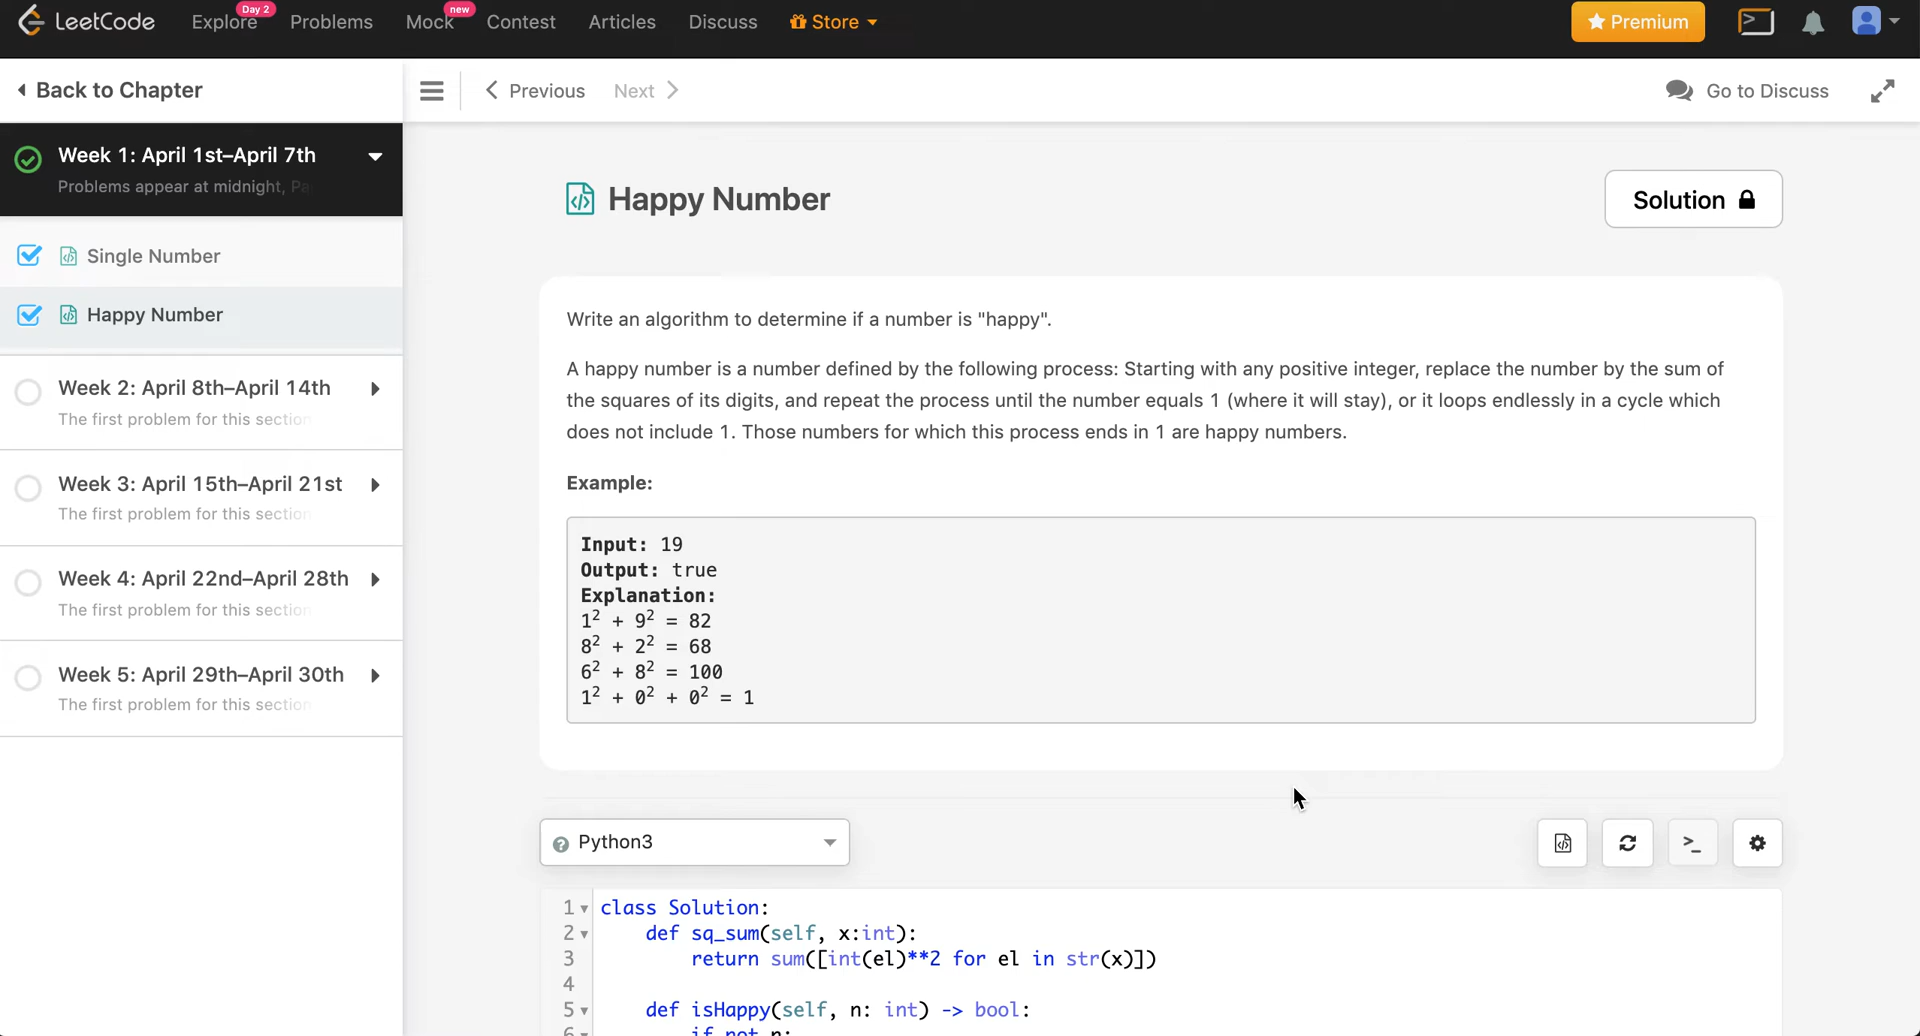 LeetCode
Explore
Day 2
Problems
Mock
new
Contest
Articles
Discuss
Store
Premium
Back to Chapter
Previous
Next
Go to Discuss
Week 1: April 1st–April 7th
Problems appear at midnight, Pa
Single Number
Happy Number
Week 2: April 8th–April 14th
The first problem for this section
Week 3: April 15th–April 21st
The first problem for this section
Week 4: April 22nd–April 28th
The first problem for this section
Week 5: April 29th–April 30th
The first problem for this section
Happy Number
Solution
Write an algorithm to determine if a number is "happy".
A happy number is a number defined by the following process: Starting with any positive integer, replace the number by the sum of
the squares of its digits, and repeat the process until the number equals 1 (where it will stay), or it loops endlessly in a cycle which
does not include 1. Those numbers for which this process ends in 1 are happy numbers.
Example:
Input: 19
Output: true
Explanation:
1² + 9² = 82
8² + 2² = 68
6² + 8² = 100
1² + 0² + 0² = 1
Python3
>_
1 class Solution:
2     def sq_sum(self, x:int):
3         return sum([int(el)**2 for el in str(x)])
4
5     def isHappy(self, n: int) -> bool:
6         if not n: